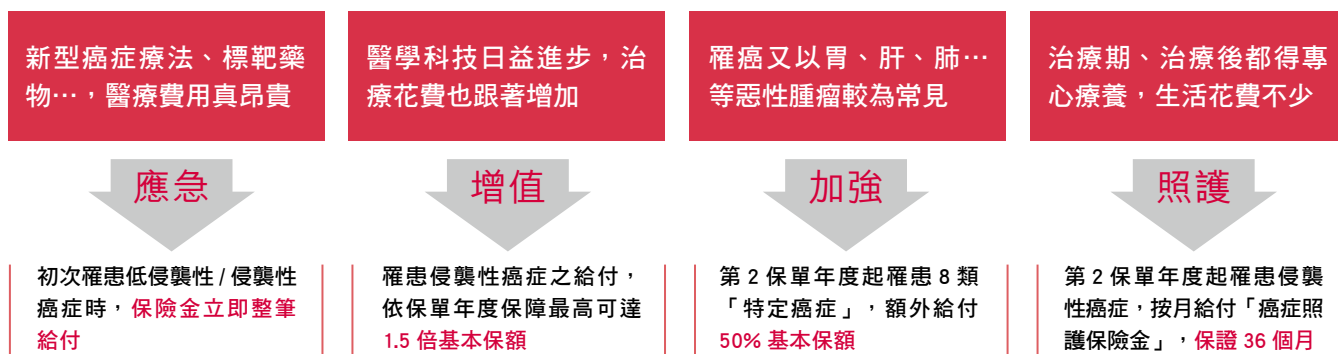 新型癌症療法、標靶藥
物…，醫療費用真昂貴
應急
初次罹患低侵襲性 / 侵襲性
癌症時，保險金立即整筆
給付
醫學科技日益進步，治
療花費也跟著增加
增值
罹患侵襲性癌症之給付，
依保單年度保障最高可達
1.5 倍基本保額
罹癌又以胃、肝、肺…
等惡性腫瘤較為常見
加強
第 2 保單年度起罹患 8 類
「特定癌症」，額外給付
50% 基本保額
治療期、治療後都得專
心療養，生活花費不少
照護
第 2 保單年度起罹患侵襲
性癌症，按月給付「癌症照
護保險金」，保證 36 個月